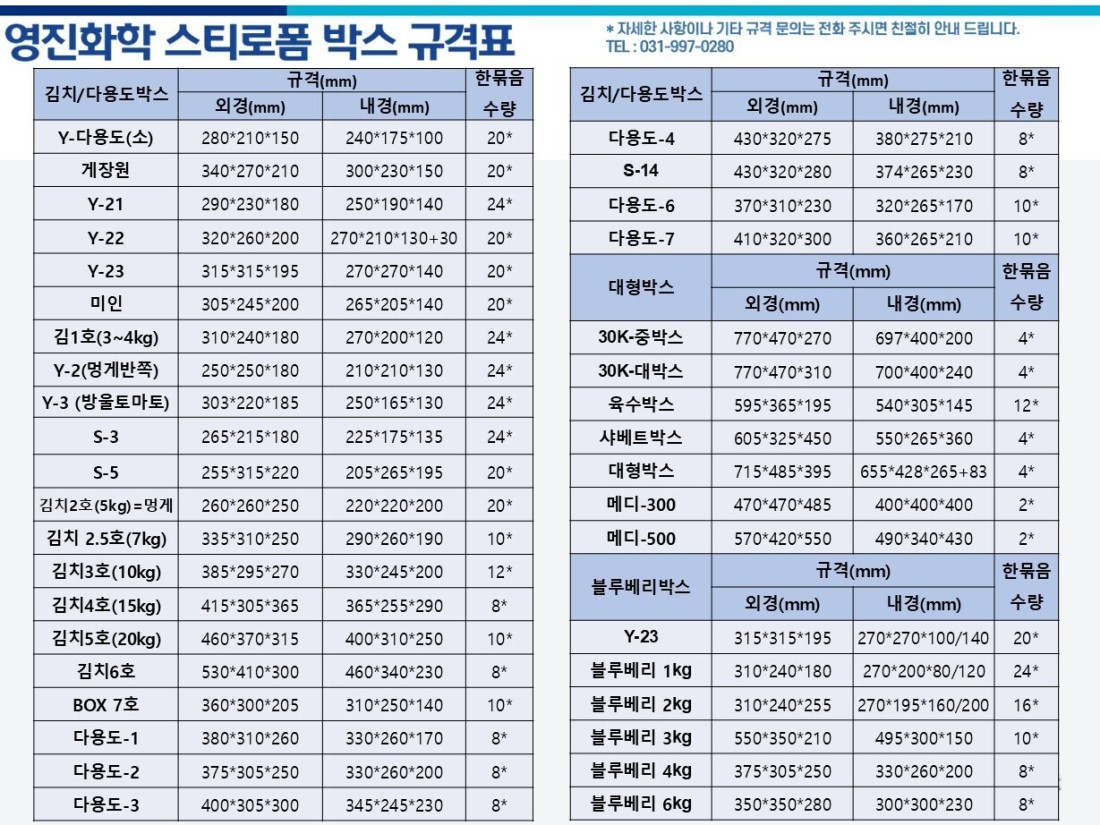 영진화학 스티로폼 박스 규격표
* 자세한 사항이나 기타 규격 문의는 전화 주시면 친절히 안내 드립니다.
TEL : 031-997-0280
김치/다용도박스 규격(mm) 한묶음
외경(mm) 내경(mm) 수량
Y-다용도(소) 280*210*150 240*175*100 20*
게장원 340*270*210 300*230*150 20*
Y-21 290*230*180 250*190*140 24*
Y-22 320*260*200 270*210*130+30 20*
Y-23 315*315*195 270*270*140 20*
미인 305*245*200 265*205*140 20*
김1호(3~4kg) 310*240*180 270*200*120 24*
Y-2(멍게반쪽) 250*250*180 210*210*130 24*
Y-3 (방울토마토) 303*220*185 250*165*130 24*
S-3 265*215*180 225*175*135 24*
S-5 255*315*220 205*265*195 20*
김치2호(5kg)=멍게 260*260*250 220*220*200 20*
김치 2.5호(7kg) 335*310*250 290*260*190 10*
김치3호(10kg) 385*295*270 330*245*200 12*
김치4호(15kg) 415*305*365 365*255*290 8*
김치5호(20kg) 460*370*315 400*310*250 10*
김치6호 530*410*300 460*340*230 8*
BOX 7호 360*300*205 310*250*140 10*
다용도-1 380*310*260 330*260*170 8*
다용도-2 375*305*250 330*260*200 8*
다용도-3 400*305*300 345*245*230 8*
김치/다용도박스 규격(mm) 한묶음
외경(mm) 내경(mm) 수량
다용도-4 430*320*275 380*275*210 8*
S-14 430*320*280 374*265*230 8*
다용도-6 370*310*230 320*265*170 10*
다용도-7 410*320*300 360*265*210 10*
대형박스 규격(mm) 한묶음
외경(mm) 내경(mm) 수량
30K-중박스 770*470*270 697*400*200 4*
30K-대박스 770*470*310 700*400*240 4*
육수박스 595*365*195 540*305*145 12*
샤베트박스 605*325*450 550*265*360 4*
대형박스 715*485*395 655*428*265+83 4*
메디-300 470*470*485 400*400*400 2*
메디-500 570*420*550 490*340*430 2*
블루베리박스 규격(mm) 한묶음
외경(mm) 내경(mm) 수량
Y-23 315*315*195 270*270*100/140 20*
블루베리 1kg 310*240*180 270*200*80/120 24*
블루베리 2kg 310*240*255 270*195*160/200 16*
블루베리 3kg 550*350*210 495*300*150 10*
블루베리 4kg 375*305*250 330*260*200 8*
블루베리 6kg 350*350*280 300*300*230 8*